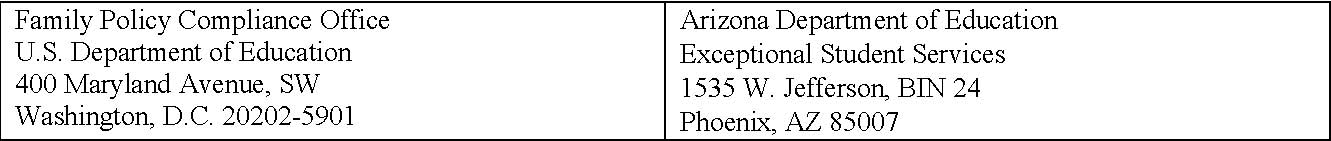 Family Policy Compliance Office
U.S. Department of Education
400 Maryland Avenue, SW
Washington, D.C. 20202-5901
Arizona Department of Education
Exceptional Student Services
1535 W. Jefferson, BIN 24
Phoenix, AZ 85007